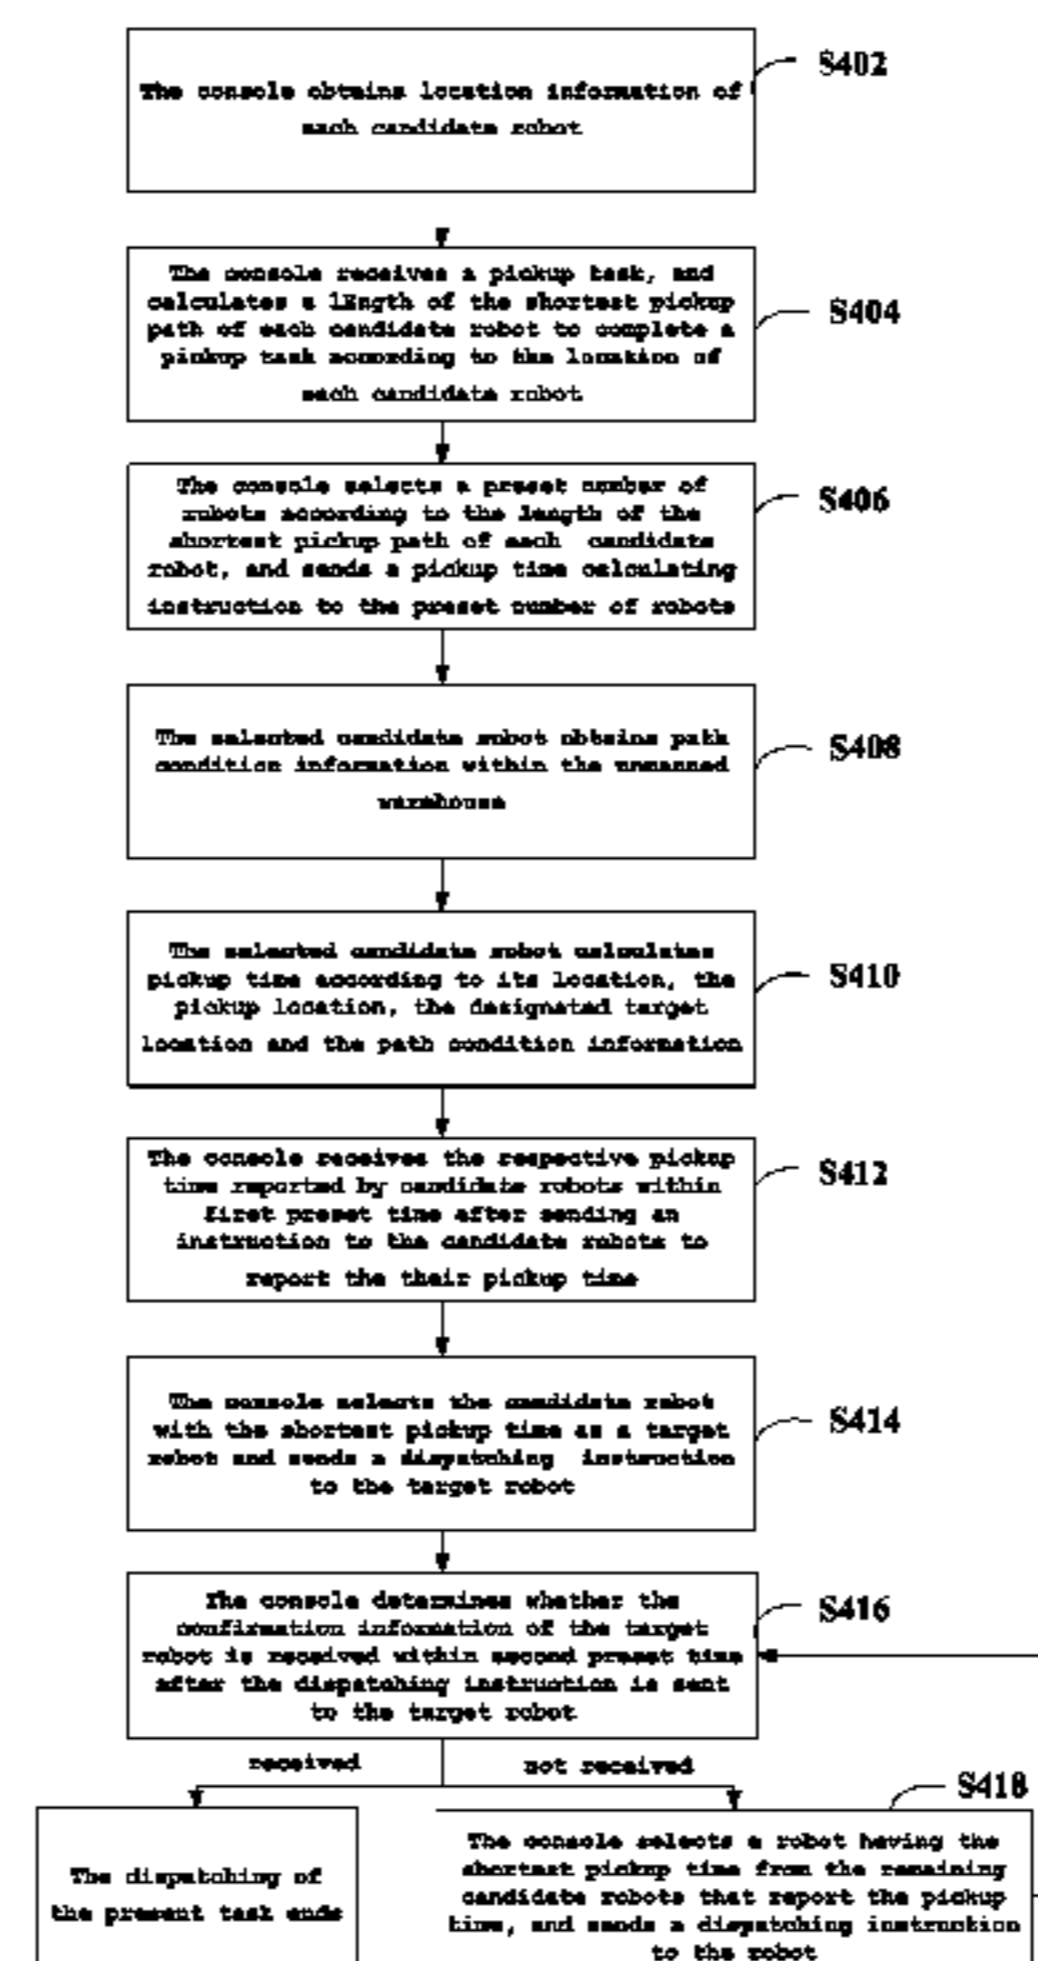 The console obtains location information of
each candidate robot
S402
The console receives a pickup task, and
calculates a length of the shortest pickup
path of each candidate robot to complete a
pickup task according to the location of
each candidate robot
S404
The console selects a preset number of
robots according to the length of the
shortest pickup path of each candidate
robot, and sends a pickup time calculating
instruction to the preset number of robots
S406
The selected candidate robot obtains path
condition information within the unmanned
warehouse
S408
The selected candidate robot calculates
pickup time according to its location, the
pickup location, the designated target
location and the path condition information
S410
The console receives the respective pickup
time reported by candidate robots within
first preset time after sending an
instruction to the candidate robots to
report the their pickup time
S412
The console selects the candidate robot
with the shortest pickup time as a target
robot and sends a dispatching instruction
to the target robot
S414
The console determines whether the
confirmation information of the target
robot is received within second preset time
after the dispatching instruction is sent
to the target robot
S416
received
not received
The dispatching of
the present task ends
S418
The console selects a robot having the
shortest pickup time from the remaining
candidate robots that report the pickup
time, and sends a dispatching instruction
to the robot